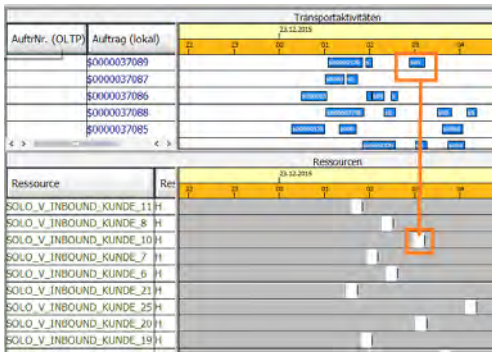 Transportaktivitäten
AuftrNr. (OLTP) Auftrag (lokal)
23.12.2015
22 23 00 01 02 03 04
$0000037089
$0000037087
$0000037086
$0000037088
$0000037085
Ressourcen
Ressource Res
23.12.2015
22 23 00 01 02 03 04
SOLO_V_INBOUND_KUNDE_11 H
SOLO_V_INBOUND_KUNDE_8 H
SOLO_V_INBOUND_KUNDE_10 H
SOLO_V_INBOUND_KUNDE_7 H
SOLO_V_INBOUND_KUNDE_6 H
SOLO_V_INBOUND_KUNDE_21 H
SOLO_V_INBOUND_KUNDE_25 H
SOLO_V_INBOUND_KUNDE_20 H
SOLO_V_INBOUND_KUNDE_19 H